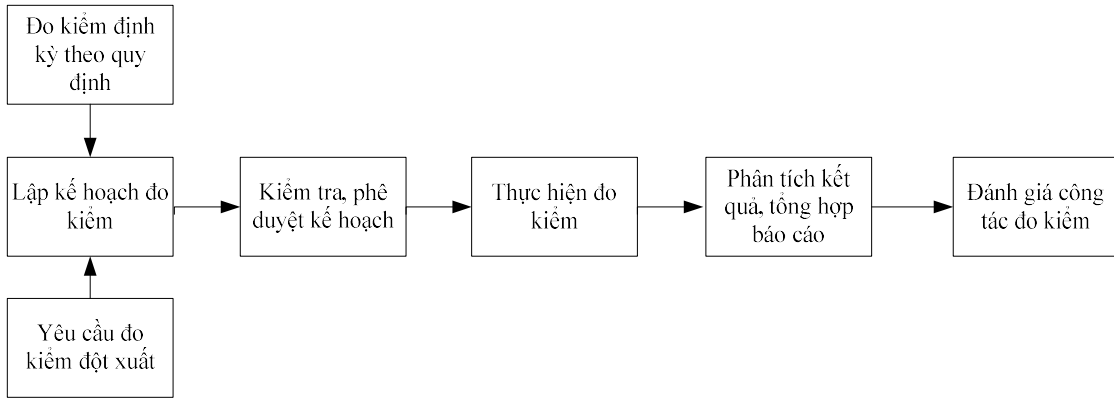 Đo kiểm định
kỳ theo quy
định
Lập kế hoạch đo
kiểm
Kiểm tra, phê
duyệt kế hoạch
Thực hiện đo
kiểm
Phân tích kết
quả, tổng hợp
báo cáo
Đánh giá công
tác đo kiểm
Yêu cầu đo
kiểm đột xuất